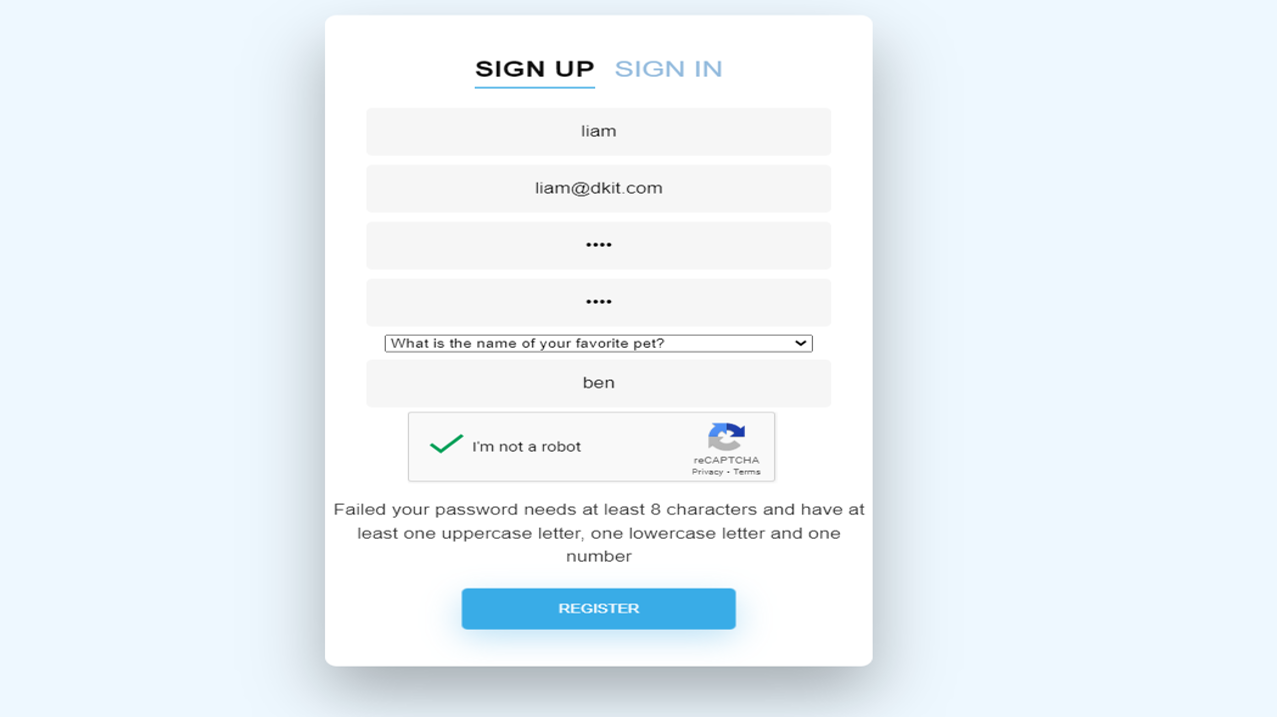 SIGN UP SIGN IN
liam
liam@dkit.com
••••
••••
What is the name of your favorite pet?
ben
I'm not a robot
reCAPTCHA
Privacy - Terms
Failed your password needs at least 8 characters and have at
least one uppercase letter, one lowercase letter and one
number
REGISTER